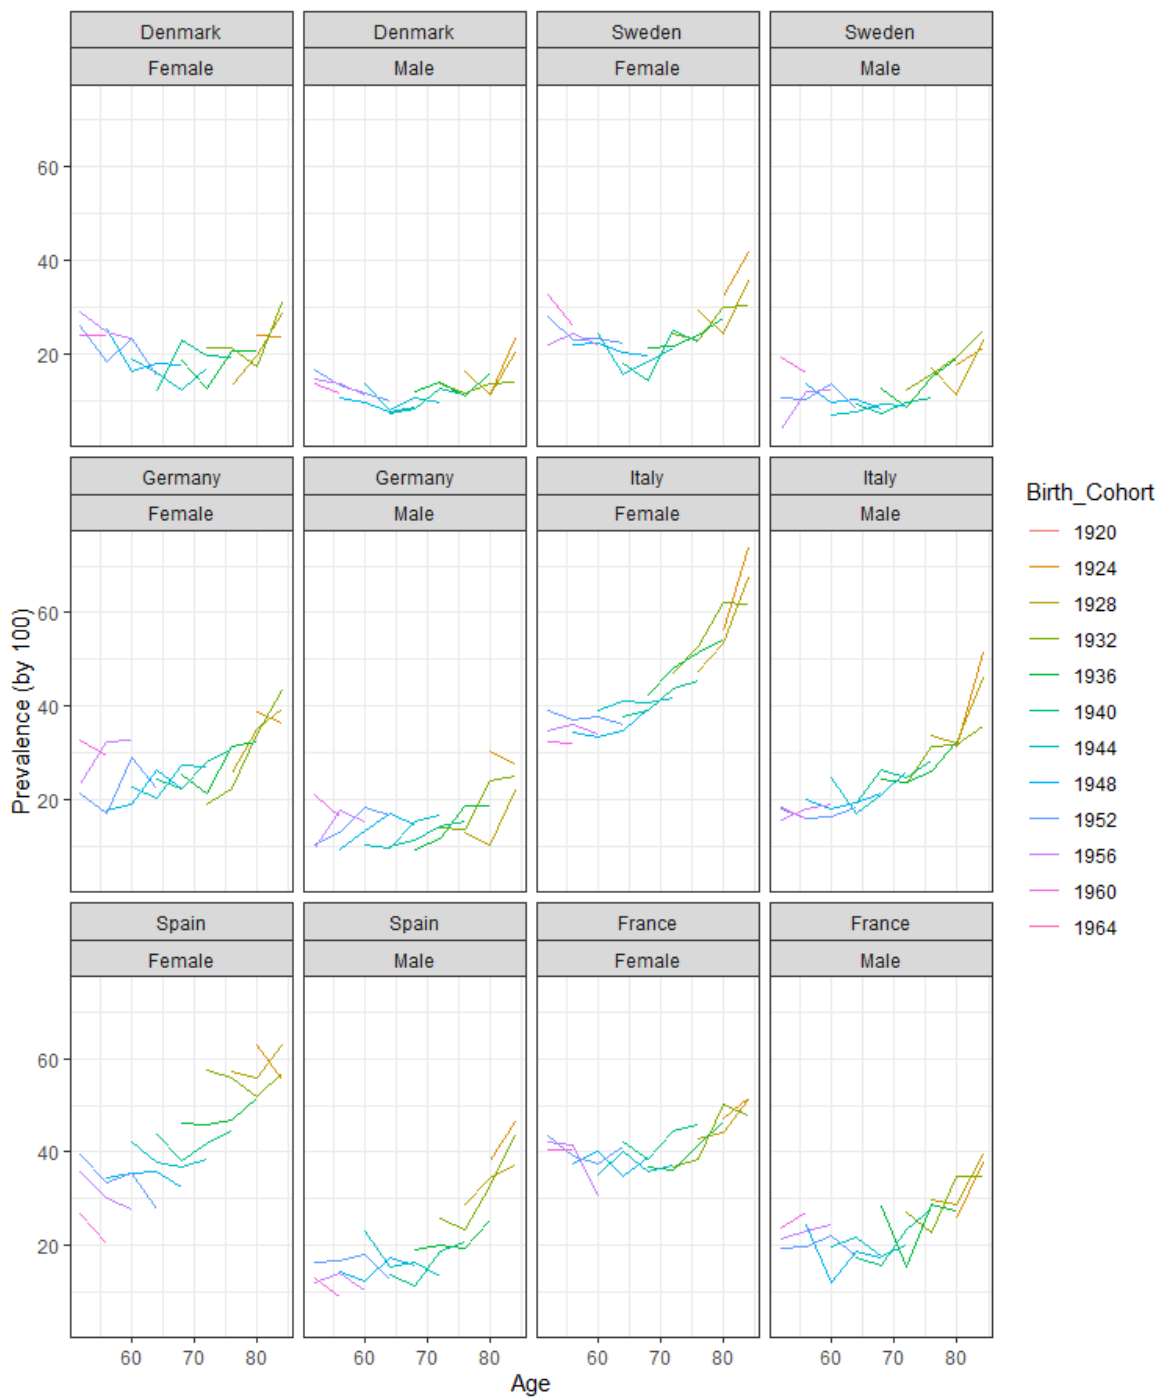 Denmark Denmark Sweden Sweden
Female Male Female Male
60
40
20
Germany Germany Italy Italy
Female Male Female Male
60
40
20
Spain Spain France France
Female Male Female Male
60
40
20
60 70 80 60 70 80 60 70 80 60 70 80
Age
Prevalence (by 100)
Birth_Cohort
1920
1924
1928
1932
1936
1940
1944
1948
1952
1956
1960
1964